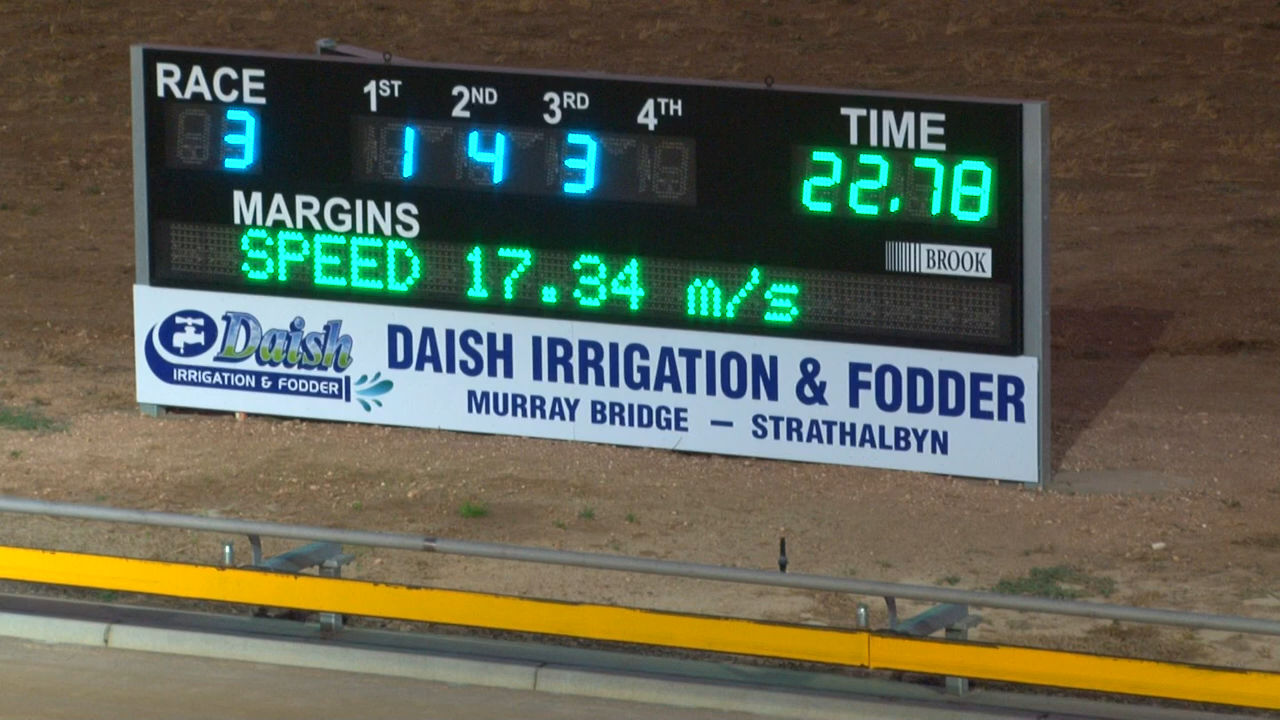 RACE 1ST 2ND 3RD 4TH TIME
3 1 4 3 22.78
MARGINS
SPEED 17.34 m/s
BROOK
Daish
IRRIGATION & FODDER
DAISH IRRIGATION & FODDER
MURRAY BRIDGE – STRATHALBYN